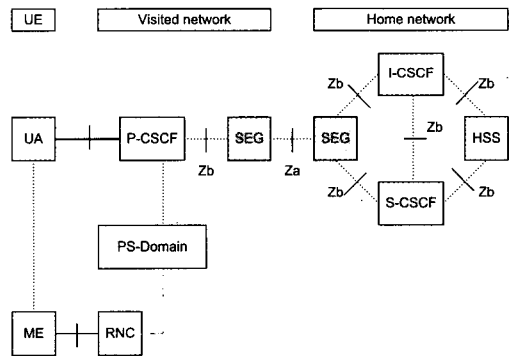 UE
Visited network
Home network
I-CSCF
Zb
Zb
UA
P-CSCF
Zb
SEG
Za
SEG
Zb
HSS
Zb
Zb
S-CSCF
PS-Domain
ME
RNC